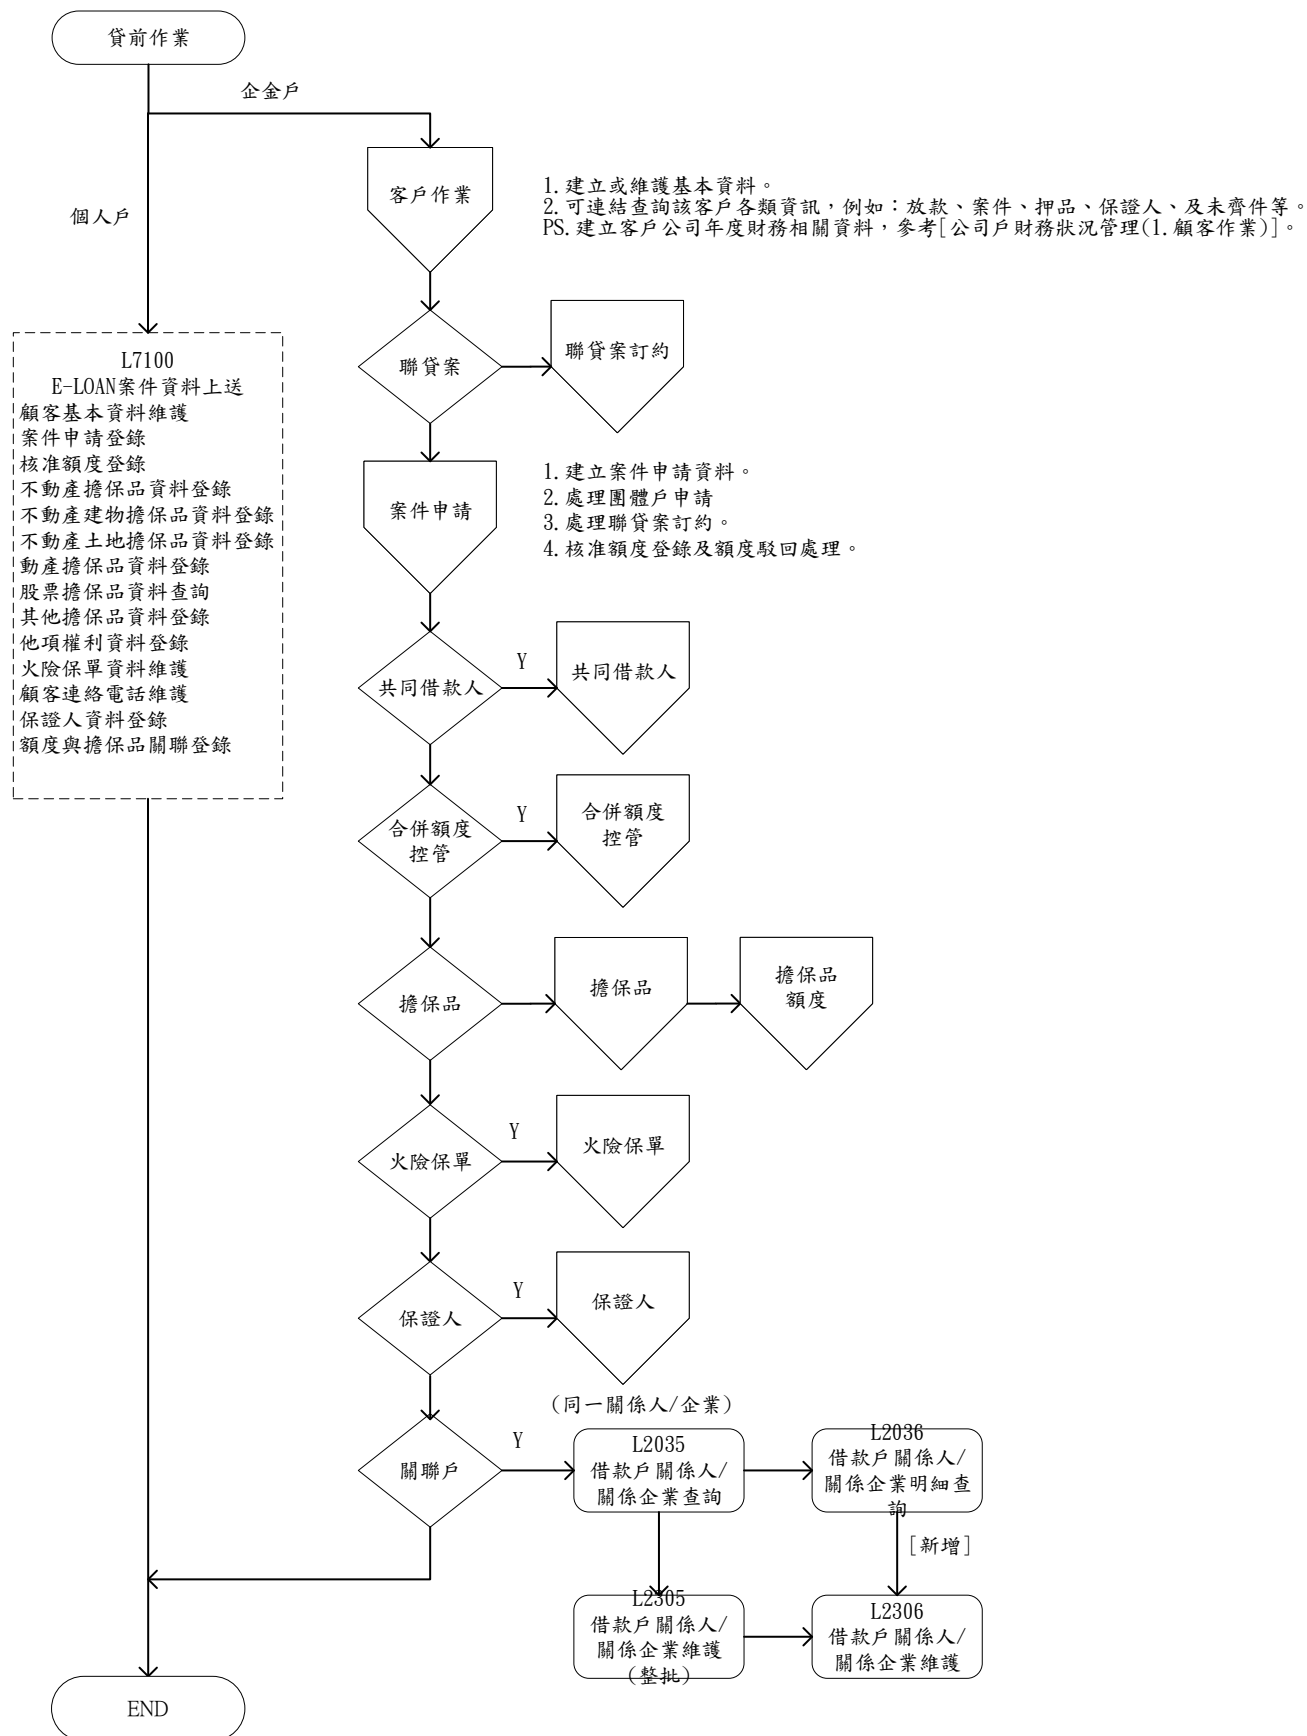 貸前作業
企金戶
個人戶
客戶作業
1.建立或維護基本資料。
2.可連結查詢該客戶各類資訊，例如：放款、案件、押品、保證人、及未齊件等。
PS.建立客戶公司年度財務相關資料，參考[公司戶財務狀況管理(1.顧客作業)]。
聯貸案
聯貸案訂約
L7100
E-LOAN案件資料上送
顧客基本資料維護
案件申請登錄
核准額度登錄
不動產擔保品資料登錄
不動產建物擔保品資料登錄
不動產土地擔保品資料登錄
動產擔保品資料登錄
股票擔保品資料查詢
其他擔保品資料登錄
他項權利資料登錄
火險保單資料維護
顧客連絡電話維護
保證人資料登錄
額度與擔保品關聯登錄
案件申請
1.建立案件申請資料。
2.處理團體戶申請
3.處理聯貸案訂約。
4.核准額度登錄及額度駁回處理。
共同借款人
Y
共同借款人
合併額度
控管
Y
合併額度
控管
擔保品
擔保品
擔保品
額度
火險保單
Y
火險保單
保證人
Y
保證人
(同一關係人/企業)
關聯戶
Y
L2035
借款戶關係人/
關係企業查詢
L2036
借款戶關係人/
關係企業明細查
詢
[新增]
L2305
借款戶關係人/
關係企業維護
(整批)
L2306
借款戶關係人/
關係企業維護
END